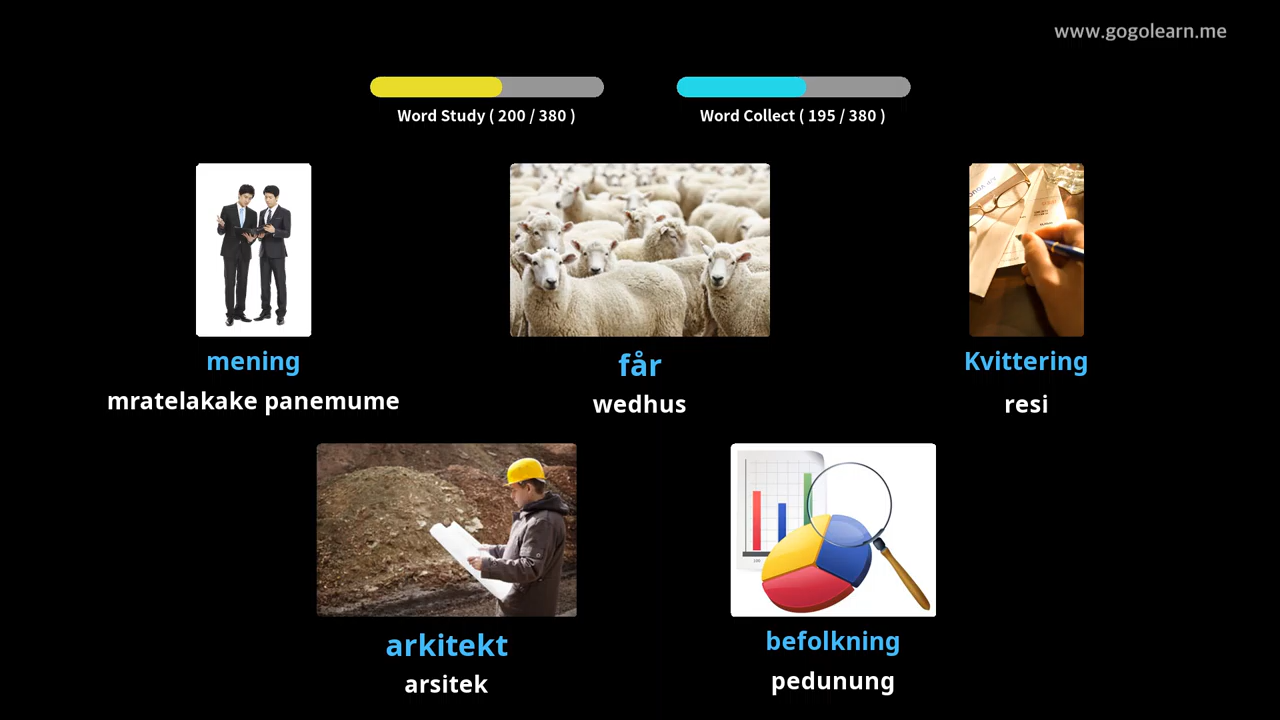 www.gogolearn.me
Word Study ( 200 / 380 )
Word Collect ( 195 / 380 )
mening
får
Kvittering
mratelakake panemume
wedhus
resi
arkitekt
befolkning
arsitek
pedunung